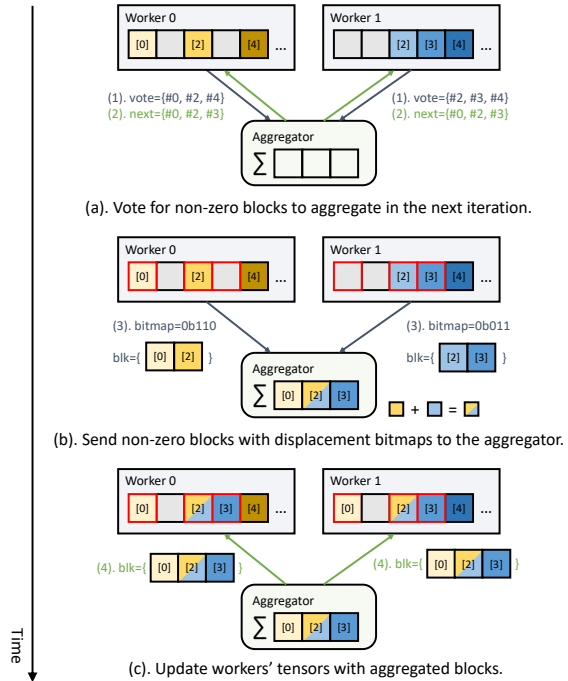 Worker 0
Worker 1
[0] [2] [4] ...
[2] [3] [4] ...
(1). vote={#0, #2, #4}
(2). next={#0, #2, #3}
(1). vote={#2, #3, #4}
(2). next={#0, #2, #3}
Aggregator
∑
(a). Vote for non-zero blocks to aggregate in the next iteration.
Worker 0
Worker 1
[0] [2] [4] ...
[2] [3] [4] ...
(3). bitmap=0b110
blk={ [0] [2] }
(3). bitmap=0b011
blk={ [2] [3] }
Aggregator
∑ [0] [2] [3]
+ =
(b). Send non-zero blocks with displacement bitmaps to the aggregator.
Worker 0
Worker 1
[0] [2] [3] [4] ...
[0] [2] [3] [4] ...
(4). blk={ [0] [2] [3] }
(4). blk={ [0] [2] [3] }
Aggregator
∑ [0] [2] [3]
(c). Update workers' tensors with aggregated blocks.
Time